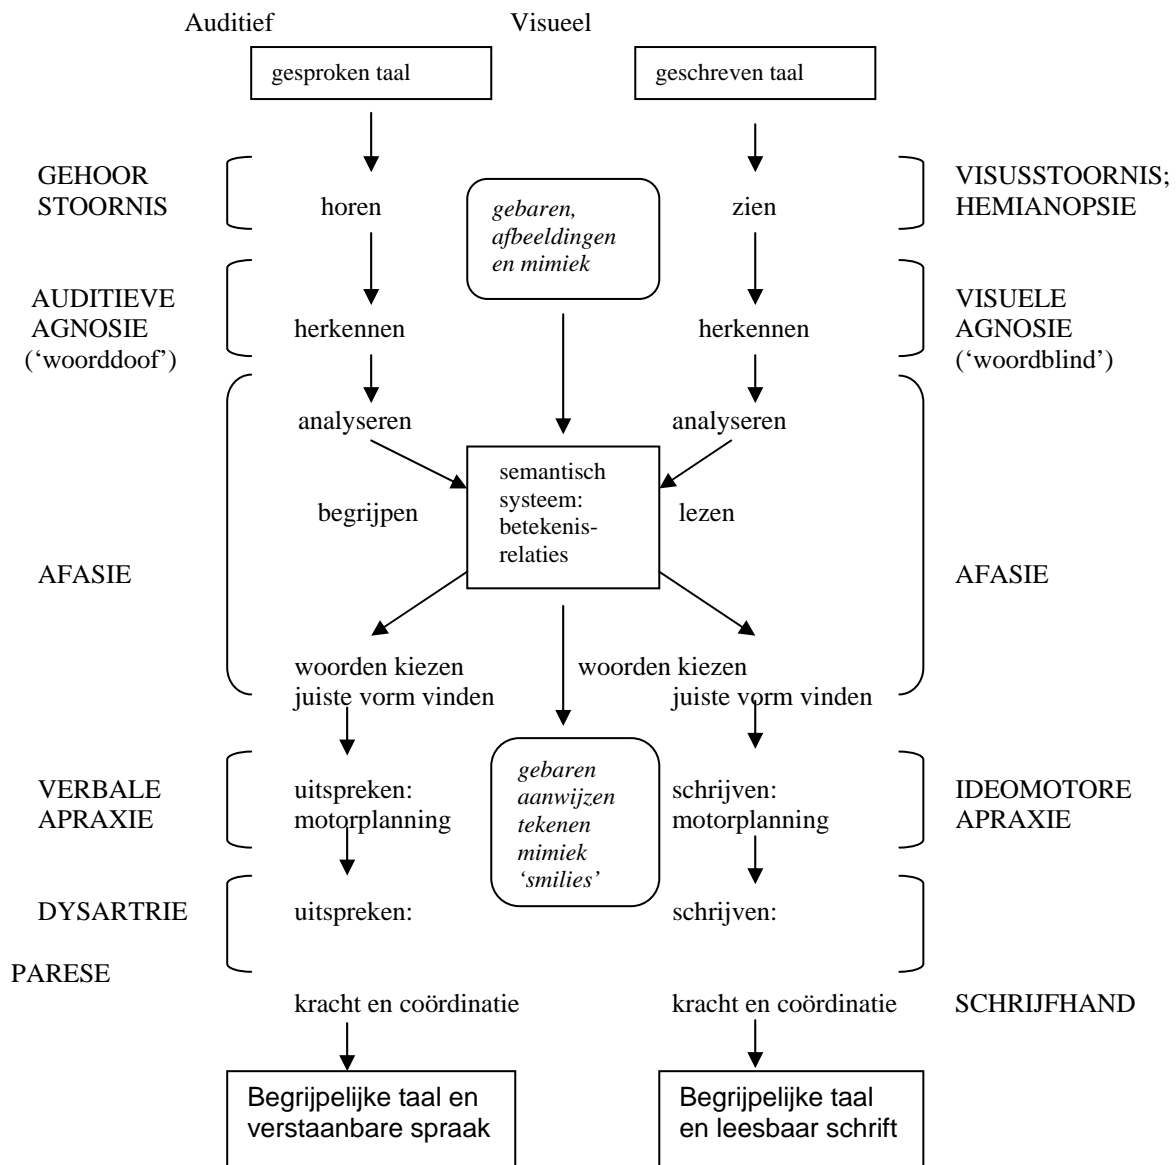 Auditief
Visueel
gesproken taal
geschreven taal
GEHOOR
STOORNIS
horen
gebaren,
afbeeldingen
en mimiek
zien
VISUSSTOORNIS;
HEMIANOPSIE
AUDITIEVE
AGNOSIE
(‘woorddoof’)
herkennen
herkennen
VISUELE
AGNOSIE
(‘woordblind’)
analyseren
analyseren
semantisch
systeem:
betekenis-
relaties
begrijpen
lezen
AFASIE
AFASIE
woorden kiezen
juiste vorm vinden
woorden kiezen
juiste vorm vinden
VERBALE
APRAXIE
uitspreken:
motorplanning
gebaren
aanwijzen
tekenen
mimiek
‘smilies’
schrijven:
motorplanning
IDEOMOTORE
APRAXIE
DYSARTRIE
uitspreken:
schrijven:
PARESE
kracht en coördinatie
kracht en coördinatie
SCHRIJFHAND
Begrijpelijke taal en
verstaanbare spraak
Begrijpelijke taal
en leesbaar schrift